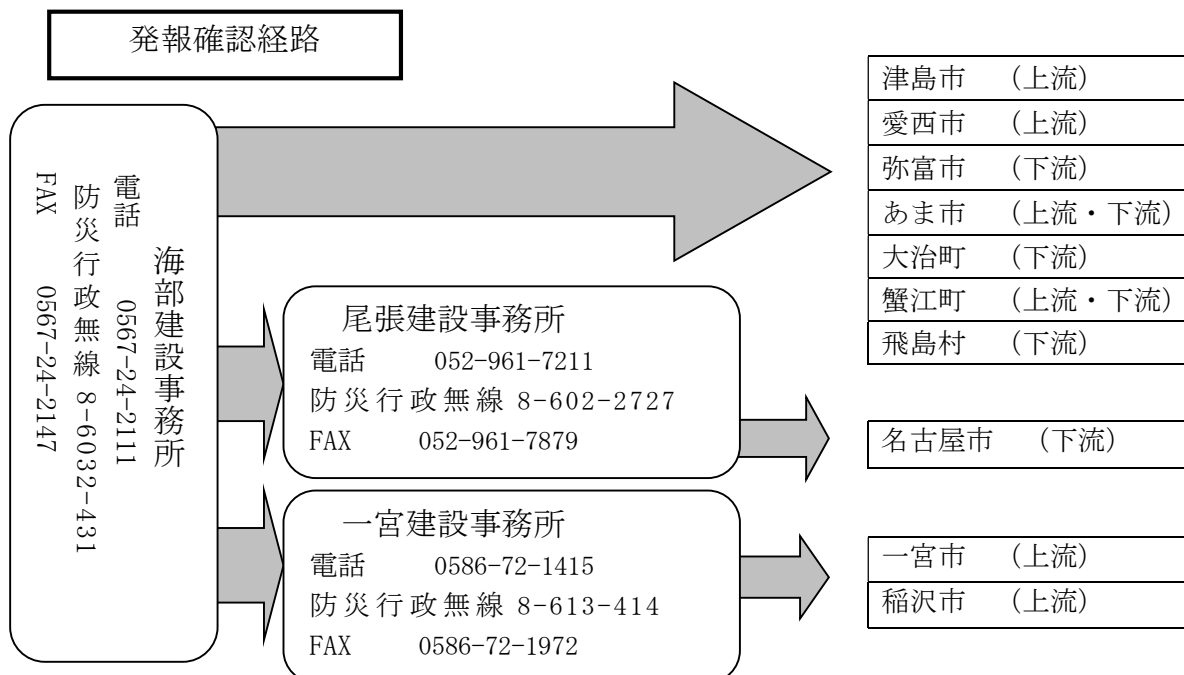 発報確認経路
海部建設事務所
電話 0567-24-2111
防災行政無線 8-6032-431
FAX 0567-24-2147
尾張建設事務所
電話 052-961-7211
防災行政無線 8-602-2727
FAX 052-961-7879
一宮建設事務所
電話 0586-72-1415
防災行政無線 8-613-414
FAX 0586-72-1972
津島市 （上流）
愛西市 （上流）
弥富市 （下流）
あま市 （上流・下流）
大治町 （下流）
蟹江町 （上流・下流）
飛島村 （下流）
名古屋市 （下流）
一宮市 （上流）
稲沢市 （上流）